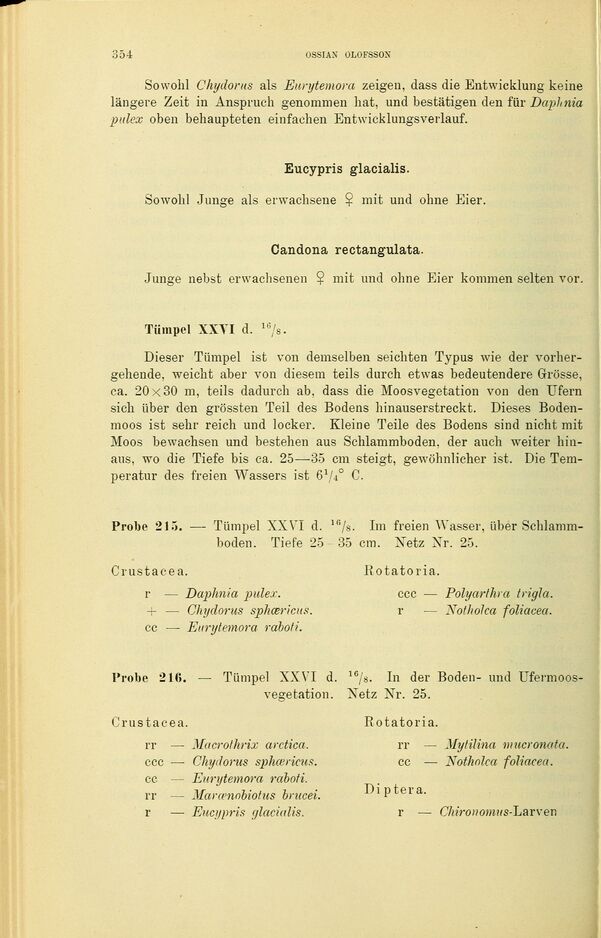 354
OSSIAN OLOFSSON
Sowohl Chydorus als Eurytemora zeigen, dass die Entwicklung keine
längere Zeit in Anspruch genommen hat, und bestätigen den für Daphnia
pulex oben behaupteten einfachen Entwicklungsverlauf.
Eucypris glacialis.
Sowohl Junge als erwachsene ♀ mit und ohne Eier.
Candona rectangulata.
Junge nebst erwachsenen ♀ mit und ohne Eier kommen selten vor.
Tümpel XXVI d. 16/8.
Dieser Tümpel ist von demselben seichten Typus wie der vorher-
gehende, weicht aber von diesem teils durch etwas bedeutendere Grösse,
ca. 20×30 m, teils dadurch ab, dass die Moosvegetation von den Ufern
sich über den grössten Teil des Bodens hinauserstreckt. Dieses Boden-
moos ist sehr reich und locker. Kleine Teile des Bodens sind nicht mit
Moos bewachsen und bestehen aus Schlammboden, der auch weiter hin-
aus, wo die Tiefe bis ca. 25—35 cm steigt, gewöhnlicher ist. Die Tem-
peratur des freien Wassers ist 6¹/₄° C.
Probe 215. — Tümpel XXVI d. 16/8. Im freien Wasser, über Schlamm-
boden. Tiefe 25—35 cm. Netz Nr. 25.
Crustacea.
r — Daphnia pulex.
+ — Chydorus sphæricus.
cc — Eurytemora raboti.
Rotatoria.
ccc — Polyarthra trigla.
r — Notholca foliacea.
Probe 216. — Tümpel XXVI d. 16/8. In der Boden- und Ufermoos-
vegetation. Netz Nr. 25.
Crustacea.
rr — Macrothrix arctica.
ccc — Chydorus sphæricus.
cc — Eurytemora raboti.
rr — Marænobiotus brucei.
r — Eucypris glacialis.
Rotatoria.
rr — Mytilina mucronata.
cc — Notholca foliacea.
Diptera.
r — Chironomus-Larven